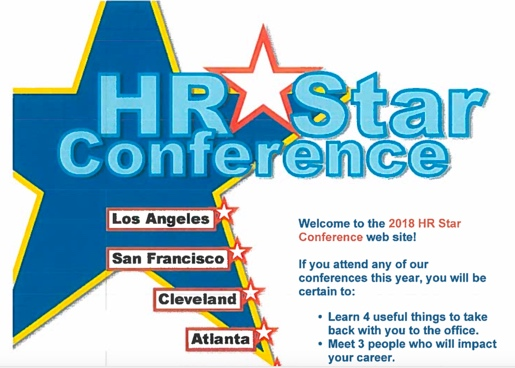 HR Star
Conference
Los Angeles
San Francisco
Cleveland
Atlanta
Welcome to the 2018 HR Star
Conference web site!
If you attend any of our
conferences this year, you will be
certain to:
• Learn 4 useful things to take
back with you to the office.
• Meet 3 people who will impact
your career.